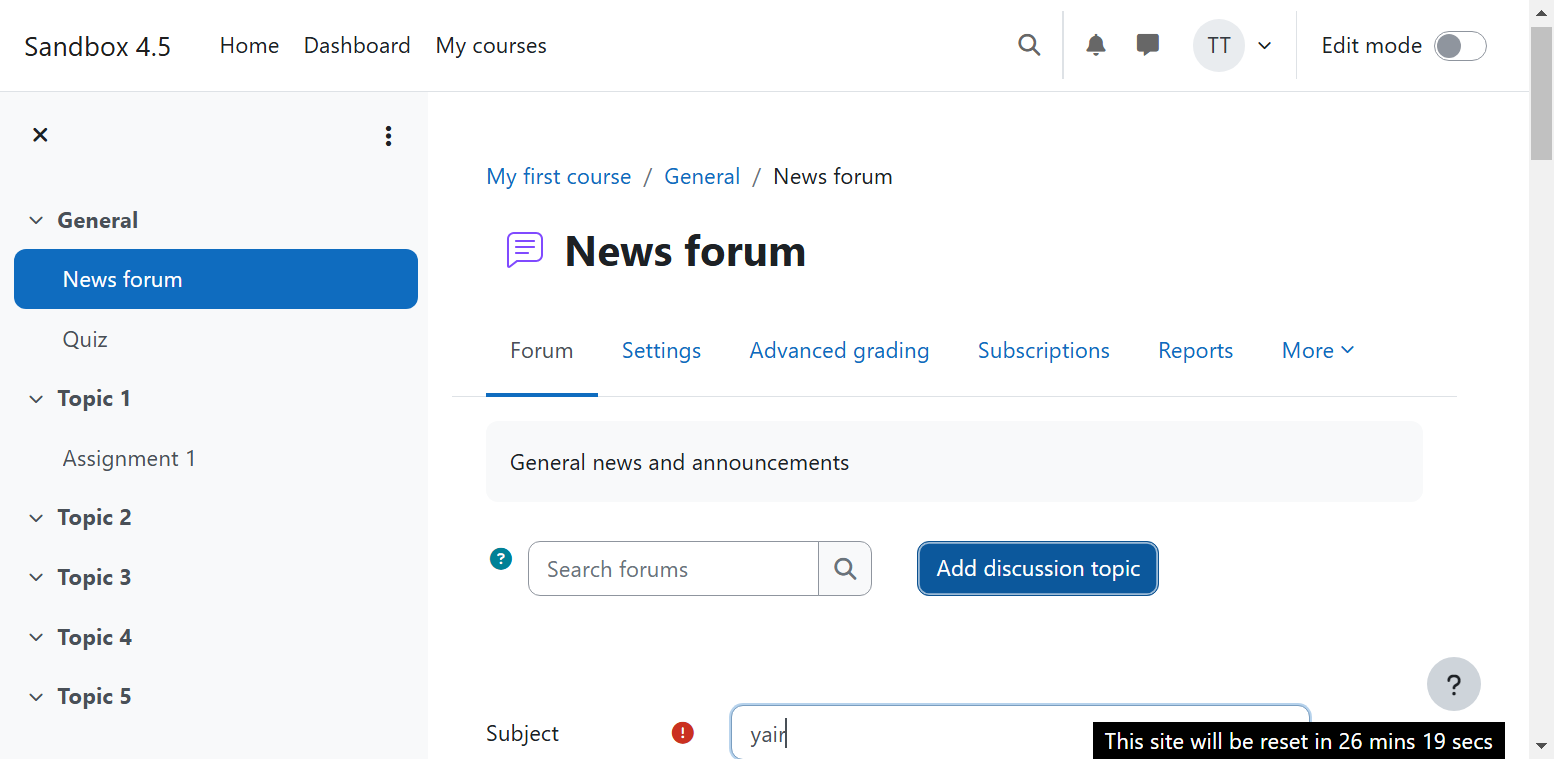 Sandbox 4.5 Home Dashboard My courses TT Edit mode
My first course / General / News forum
General
News forum
Quiz
Topic 1
Assignment 1
Topic 2
Topic 3
Topic 4
Topic 5
News forum
Forum Settings Advanced grading Subscriptions Reports More
General news and announcements
? Search forums Add discussion topic
?
Subject ! yair
This site will be reset in 26 mins 19 secs